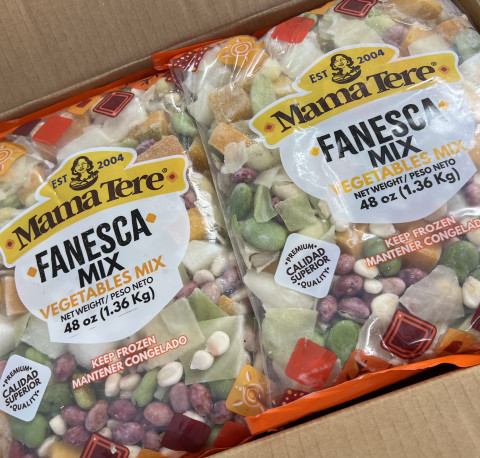 EST 2004
Mama Tere®
FANESCA
MIX
VEGETABLES MIX
NET WEIGHT/PESO NETO
48 oz (1.36 Kg)
KEEP FROZEN
MANTENER CONGELADO
PREMIUM
CALIDAD
SUPERIOR
QUALITY
EST 2004
Mama Tere®
FANESCA
MIX
VEGETABLES MIX
NET WEIGHT/PESO NETO
48 oz (1.36 Kg)
KEEP FROZEN
MANTENER CONGELADO
PREMIUM
CALIDAD
SUPERIOR
QUALITY